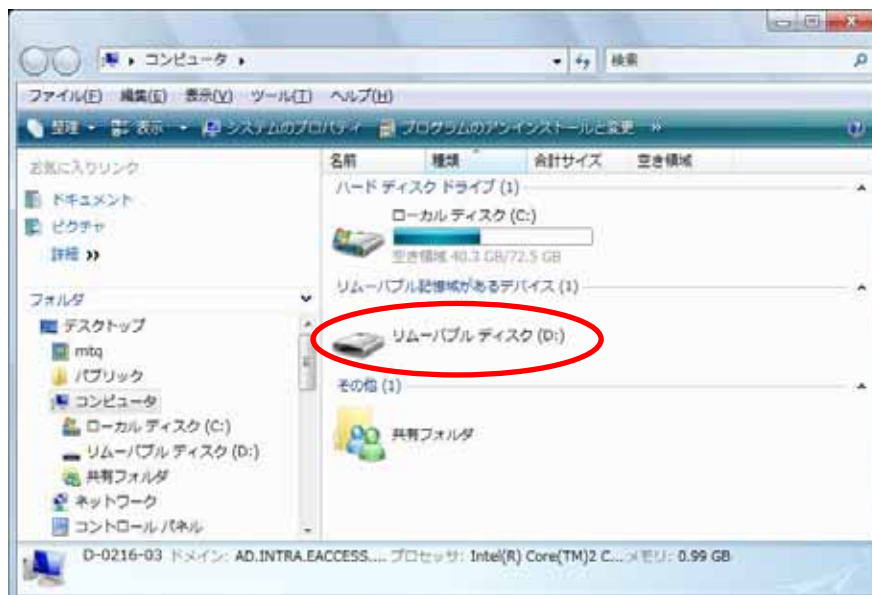 コンピュータ
検索
ファイル(F) 編集(E) 表示(V) ツール(T) ヘルプ(H)
整理 表示 システムのプロパティ プログラムのアンインストールと変更 »
お気に入りリンク
ドキュメント
ピクチャ
詳細 »
フォルダ
デスクトップ
mtq
パブリック
コンピュータ
ローカル ディスク (C:)
リムーバブル ディスク (D:)
共有フォルダ
ネットワーク
コントロール パネル
名前 種類 合計サイズ 空き領域
ハード ディスク ドライブ (1)
ローカル ディスク (C:)
空き領域 40.3 GB/72.5 GB
リムーバブル記憶域があるデバイス (1)
リムーバブル ディスク (D:)
その他 (1)
共有フォルダ
D-0216-03 ドメイン: AD.INTRA.EACCESS.... プロセッサ: Intel(R) Core(TM)2 C... メモリ: 0.99 GB